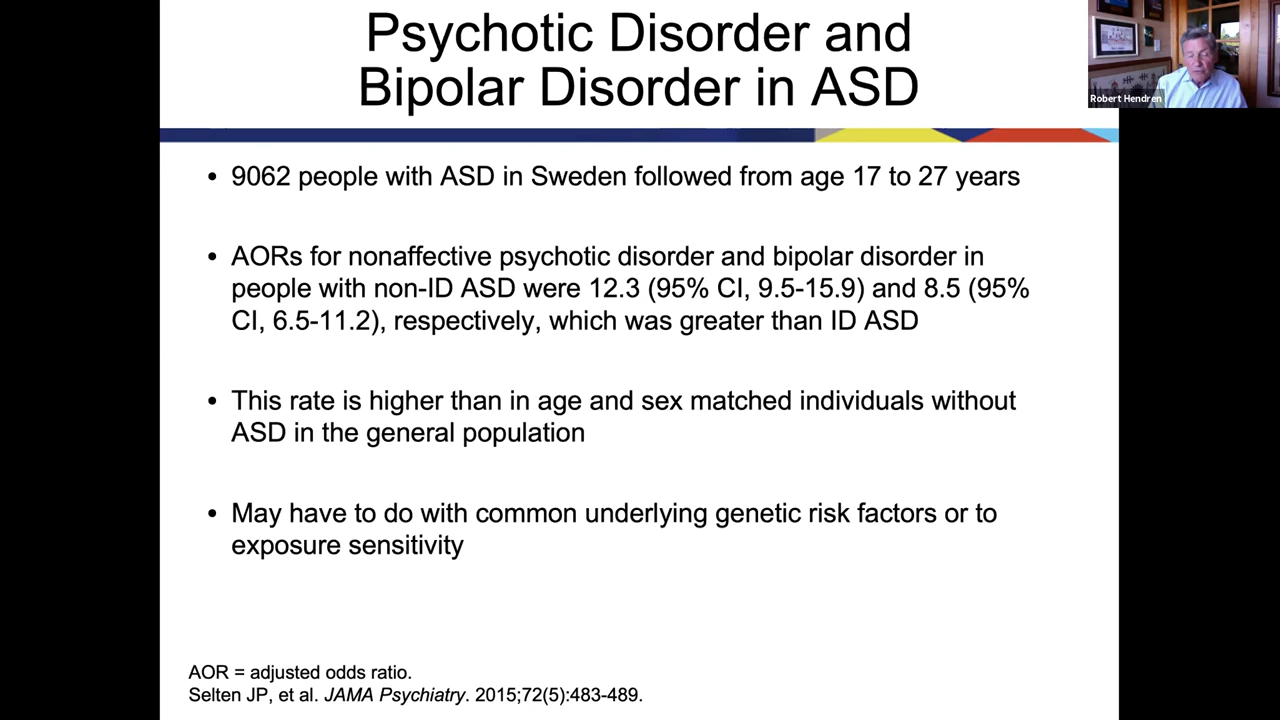 Psychotic Disorder and
Bipolar Disorder in ASD
Robert Hendren
• 9062 people with ASD in Sweden followed from age 17 to 27 years
• AORs for nonaffective psychotic disorder and bipolar disorder in
people with non-ID ASD were 12.3 (95% CI, 9.5-15.9) and 8.5 (95%
CI, 6.5-11.2), respectively, which was greater than ID ASD
• This rate is higher than in age and sex matched individuals without
ASD in the general population
• May have to do with common underlying genetic risk factors or to
exposure sensitivity
AOR = adjusted odds ratio.
Selten JP, et al. JAMA Psychiatry. 2015;72(5):483-489.